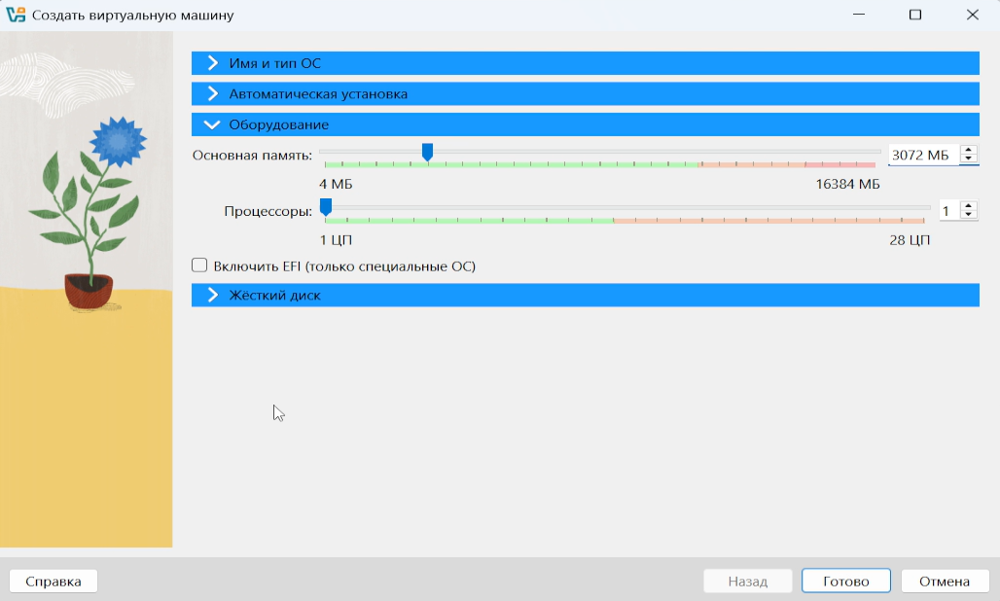 Создать виртуальную машину
Имя и тип ОС
Автоматическая установка
Оборудование
Основная память: 3072 МБ
4 МБ 16384 МБ
Процессоры: 1
1 ЦП 28 ЦП
Включить EFI (только специальные ОС)
Жёсткий диск
Справка Назад Готово Отмена